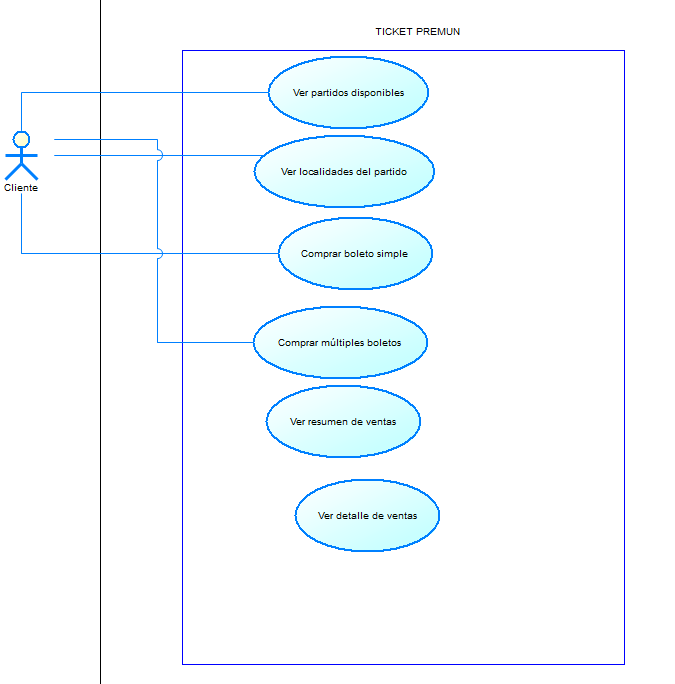 TICKET PREMUN
Ver partidos disponibles
Ver localidades del partido
Cliente
Comprar boleto simple
Comprar múltiples boletos
Ver resumen de ventas
Ver detalle de ventas